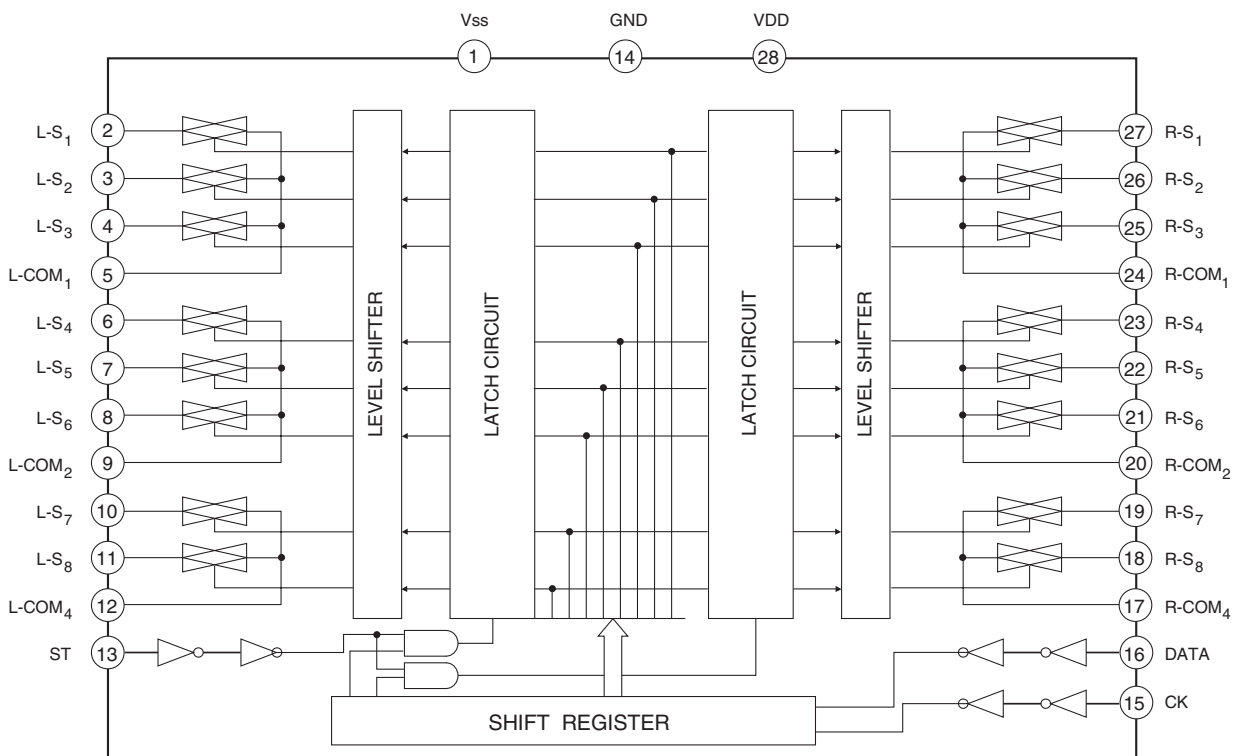 Vss GND VDD
1 14 28
L-S1 2 27 R-S1
L-S2 3 26 R-S2
L-S3 4 25 R-S3
L-COM1 5 24 R-COM1
L-S4 6 23 R-S4
L-S5 7 22 R-S5
L-S6 8 21 R-S6
L-COM2 9 20 R-COM2
L-S7 10 19 R-S7
L-S8 11 18 R-S8
L-COM4 12 17 R-COM4
LEVEL SHIFTER
LATCH CIRCUIT
LATCH CIRCUIT
LEVEL SHIFTER
ST 13 16 DATA
15 CK
SHIFT REGISTER